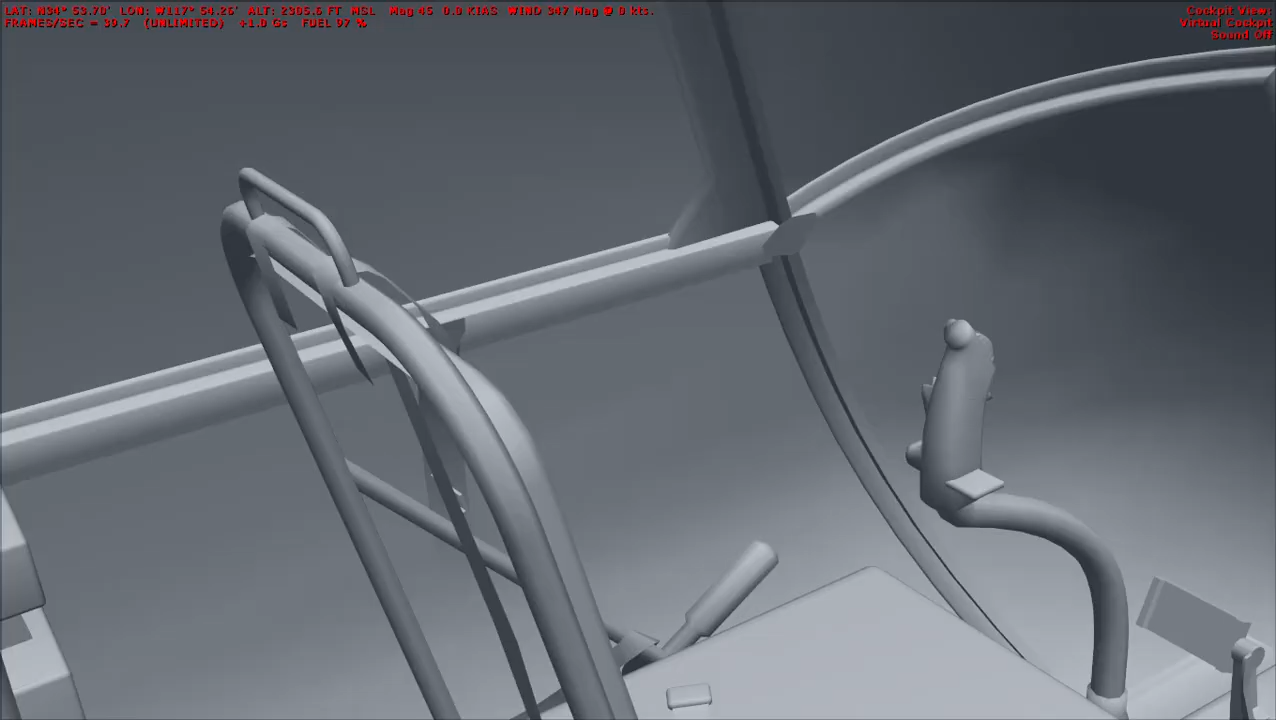 LAT: N34° 53.70' LON: W117° 54.26' ALT: 2305.6 FT MSL Mag 45 0.0 KIAS WIND 347 Mag @ 0 kts.
FRAMES/SEC = 39.7 (UNLIMITED) +1.0 Gs FUEL 97 %
Cockpit View:
Virtual Cockpit
Sound Off